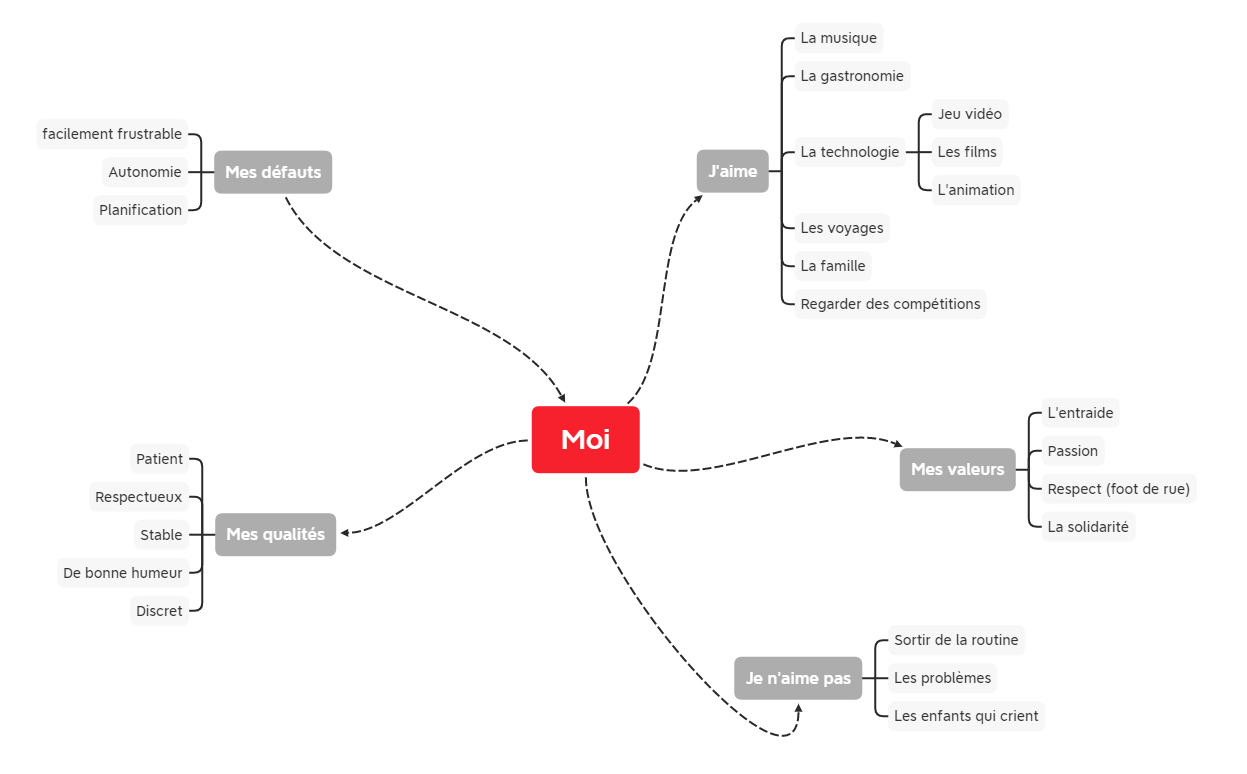 La musique
La gastronomie
Jeu vidéo
facilement frustrable
La technologie
Les films
Mes défauts
J'aime
Autonomie
L'animation
Planification
Les voyages
La famille
Regarder des compétitions
L'entraide
Moi
Passion
Patient
Mes valeurs
Respect (foot de rue)
Respectueux
La solidarité
Stable
Mes qualités
De bonne humeur
Discret
Sortir de la routine
Je n'aime pas
Les problèmes
Les enfants qui crient